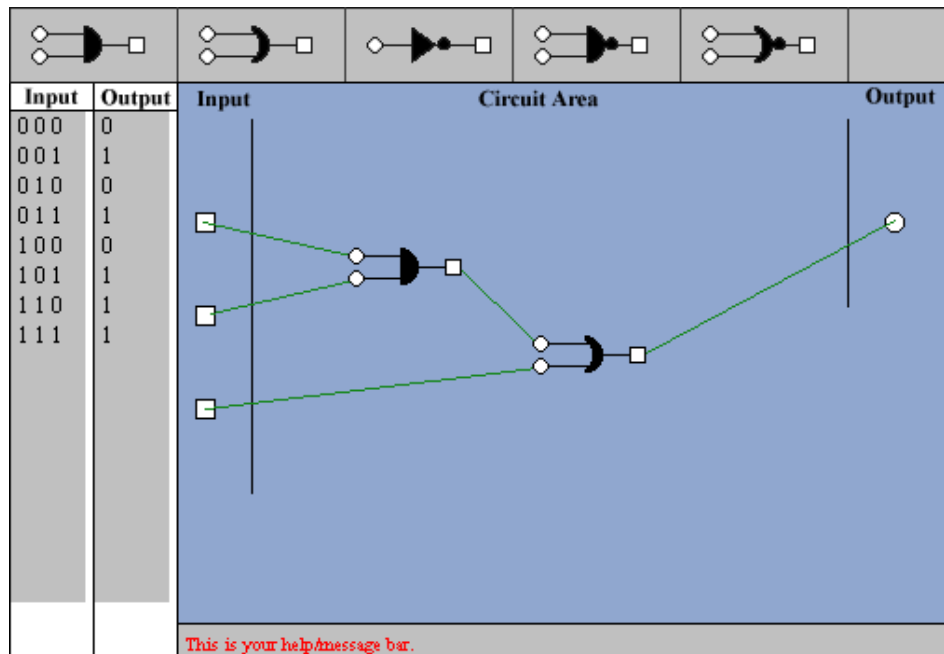 Input Output Input Circuit Area Output
0 0 0 0
0 0 1 1
0 1 0 0
0 1 1 1
1 0 0 0
1 0 1 1
1 1 0 1
1 1 1 1
This is your help/message bar.